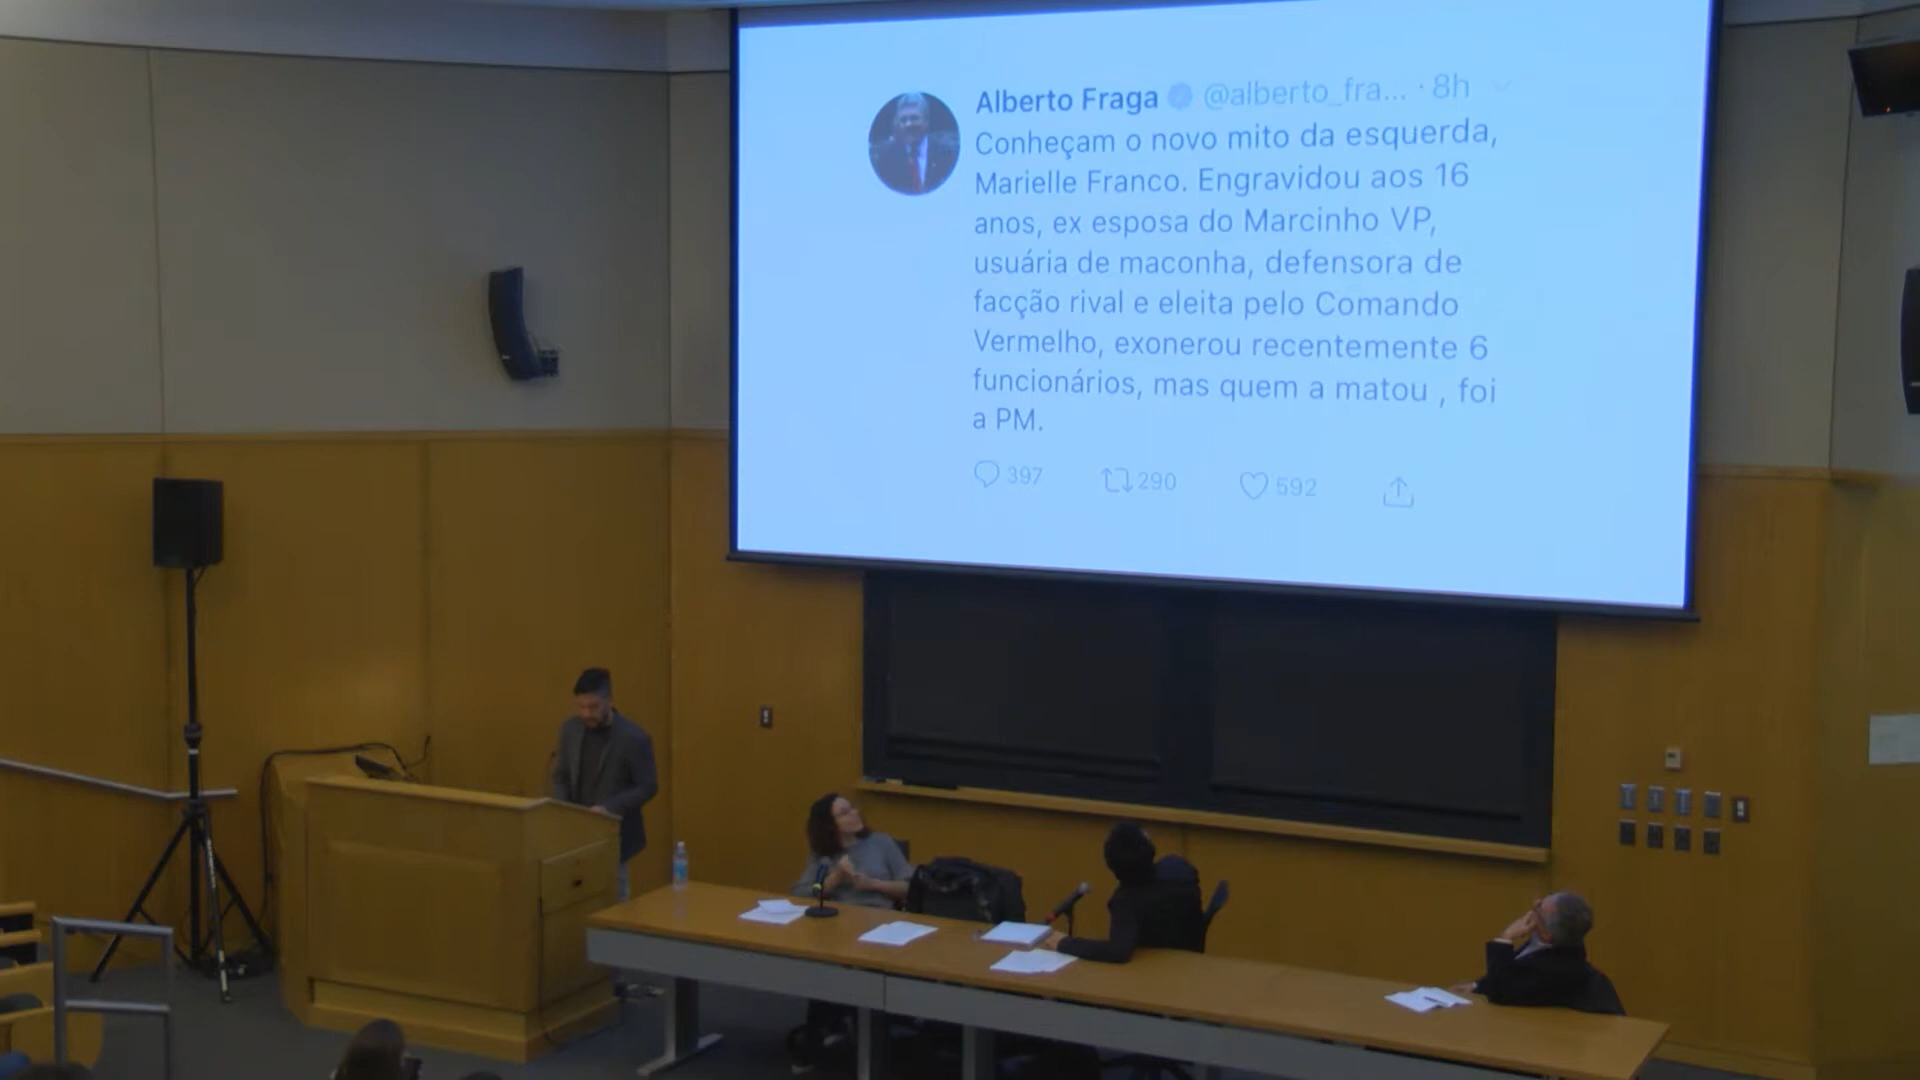 Alberto Fraga @alberto_fra... · 8h
Conheçam o novo mito da esquerda,
Marielle Franco. Engravidou aos 16
anos, ex esposa do Marcinho VP,
usuária de maconha, defensora de
facção rival e eleita pelo Comando
Vermelho, exonerou recentemente 6
funcionários, mas quem a matou , foi
a PM.
397 290 592